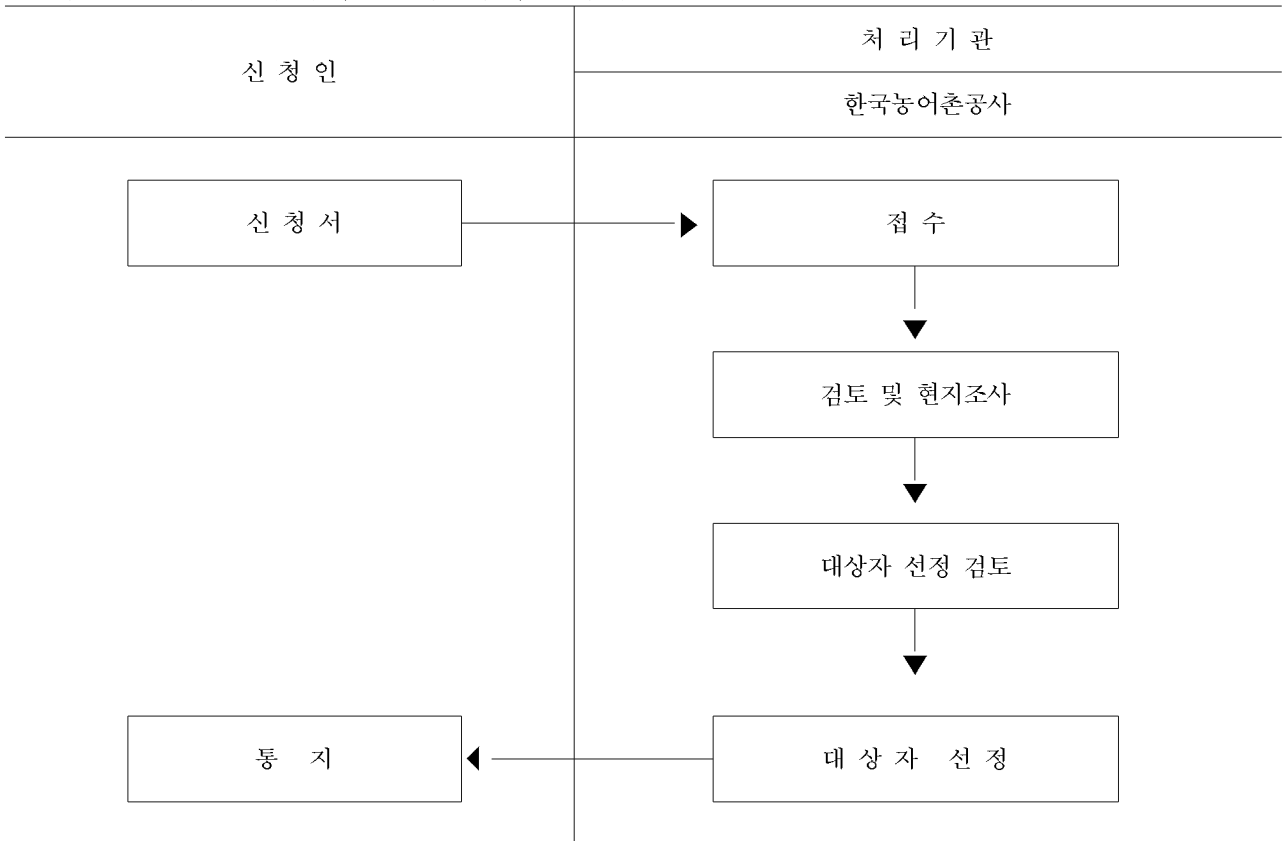 신 청 인
처 리 기 관
한국농어촌공사
신 청 서
접 수
검토 및 현지조사
대상자 선정 검토
통 지
대 상 자 선 정